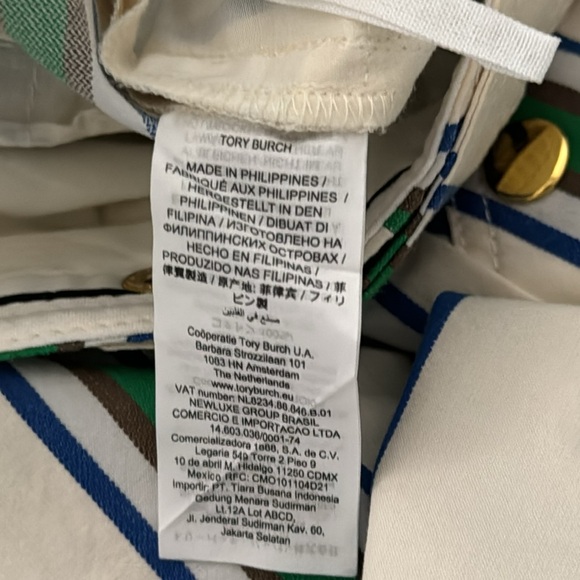 TORY BURCH
MADE IN PHILIPPINES /
FABRIQUÉ AUX PHILIPPINES /
HERGESTELLT IN DEN
PHILIPPINEN / DIBUAT DI
FILIPINA / ИЗГОТОВЛЕНО НА
ФИЛИППИНСКИХ ОСТРОВАХ /
HECHO EN FILIPINAS /
PRODUZIDO NAS FILIPINAS / 菲
律賓製造 / 原产地: 菲律宾 / フィリ
ピン製
صنع في الفلبين
Coöperatie Tory Burch U.A.
Barbara Strozzilaan 101
1083 HN Amsterdam
The Netherlands
www.toryburch.eu
VAT number: NL8234.86.846.B.01
NEWLUXE GROUP BRASIL
COMERCIO E IMPORTACAO LTDA
14.603.036/0001-74
Comercializadora 1888, S.A. de C.V.
Legaria 549 Torre 2 Piso 9
10 de abril M. Hidalgo 11250 CDMX
Mexico RFC: CMO101104D21
Importir: PT. Tiara Busana Indonesia
Gedung Menara Sudirman
Lt.12A Lot ABCD,
Jl. Jenderal Sudirman Kav. 60,
Jakarta Selatan